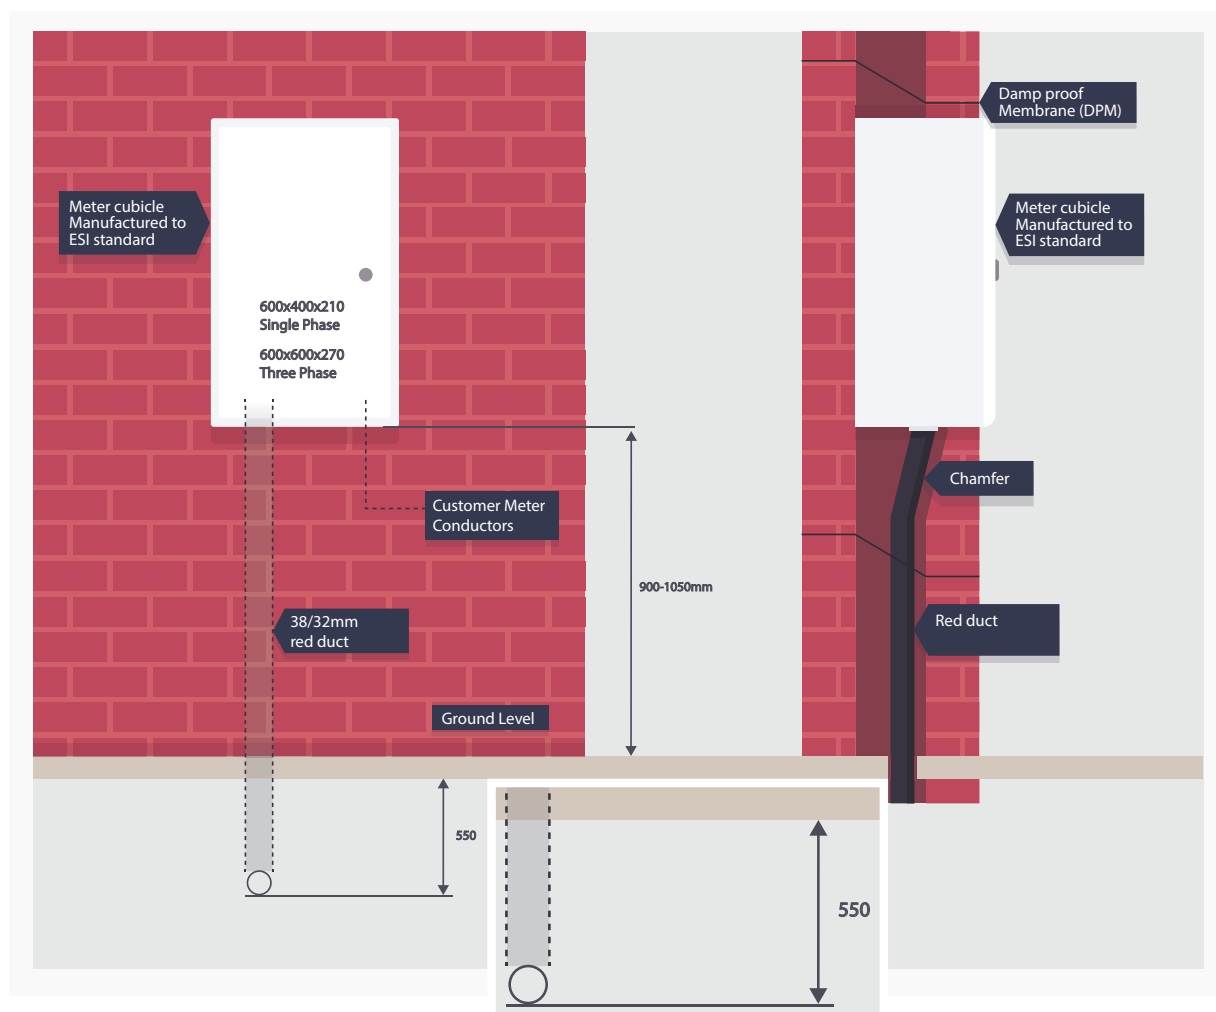 Damp proof
Membrane (DPM)
Meter cubicle
Manufactured to
ESI standard
Meter cubicle
Manufactured to
ESI standard
600x400x210
Single Phase
600x600x270
Three Phase
Chamfer
Customer Meter
Conductors
900-1050mm
38/32mm
red duct
Red duct
Ground Level
550
550